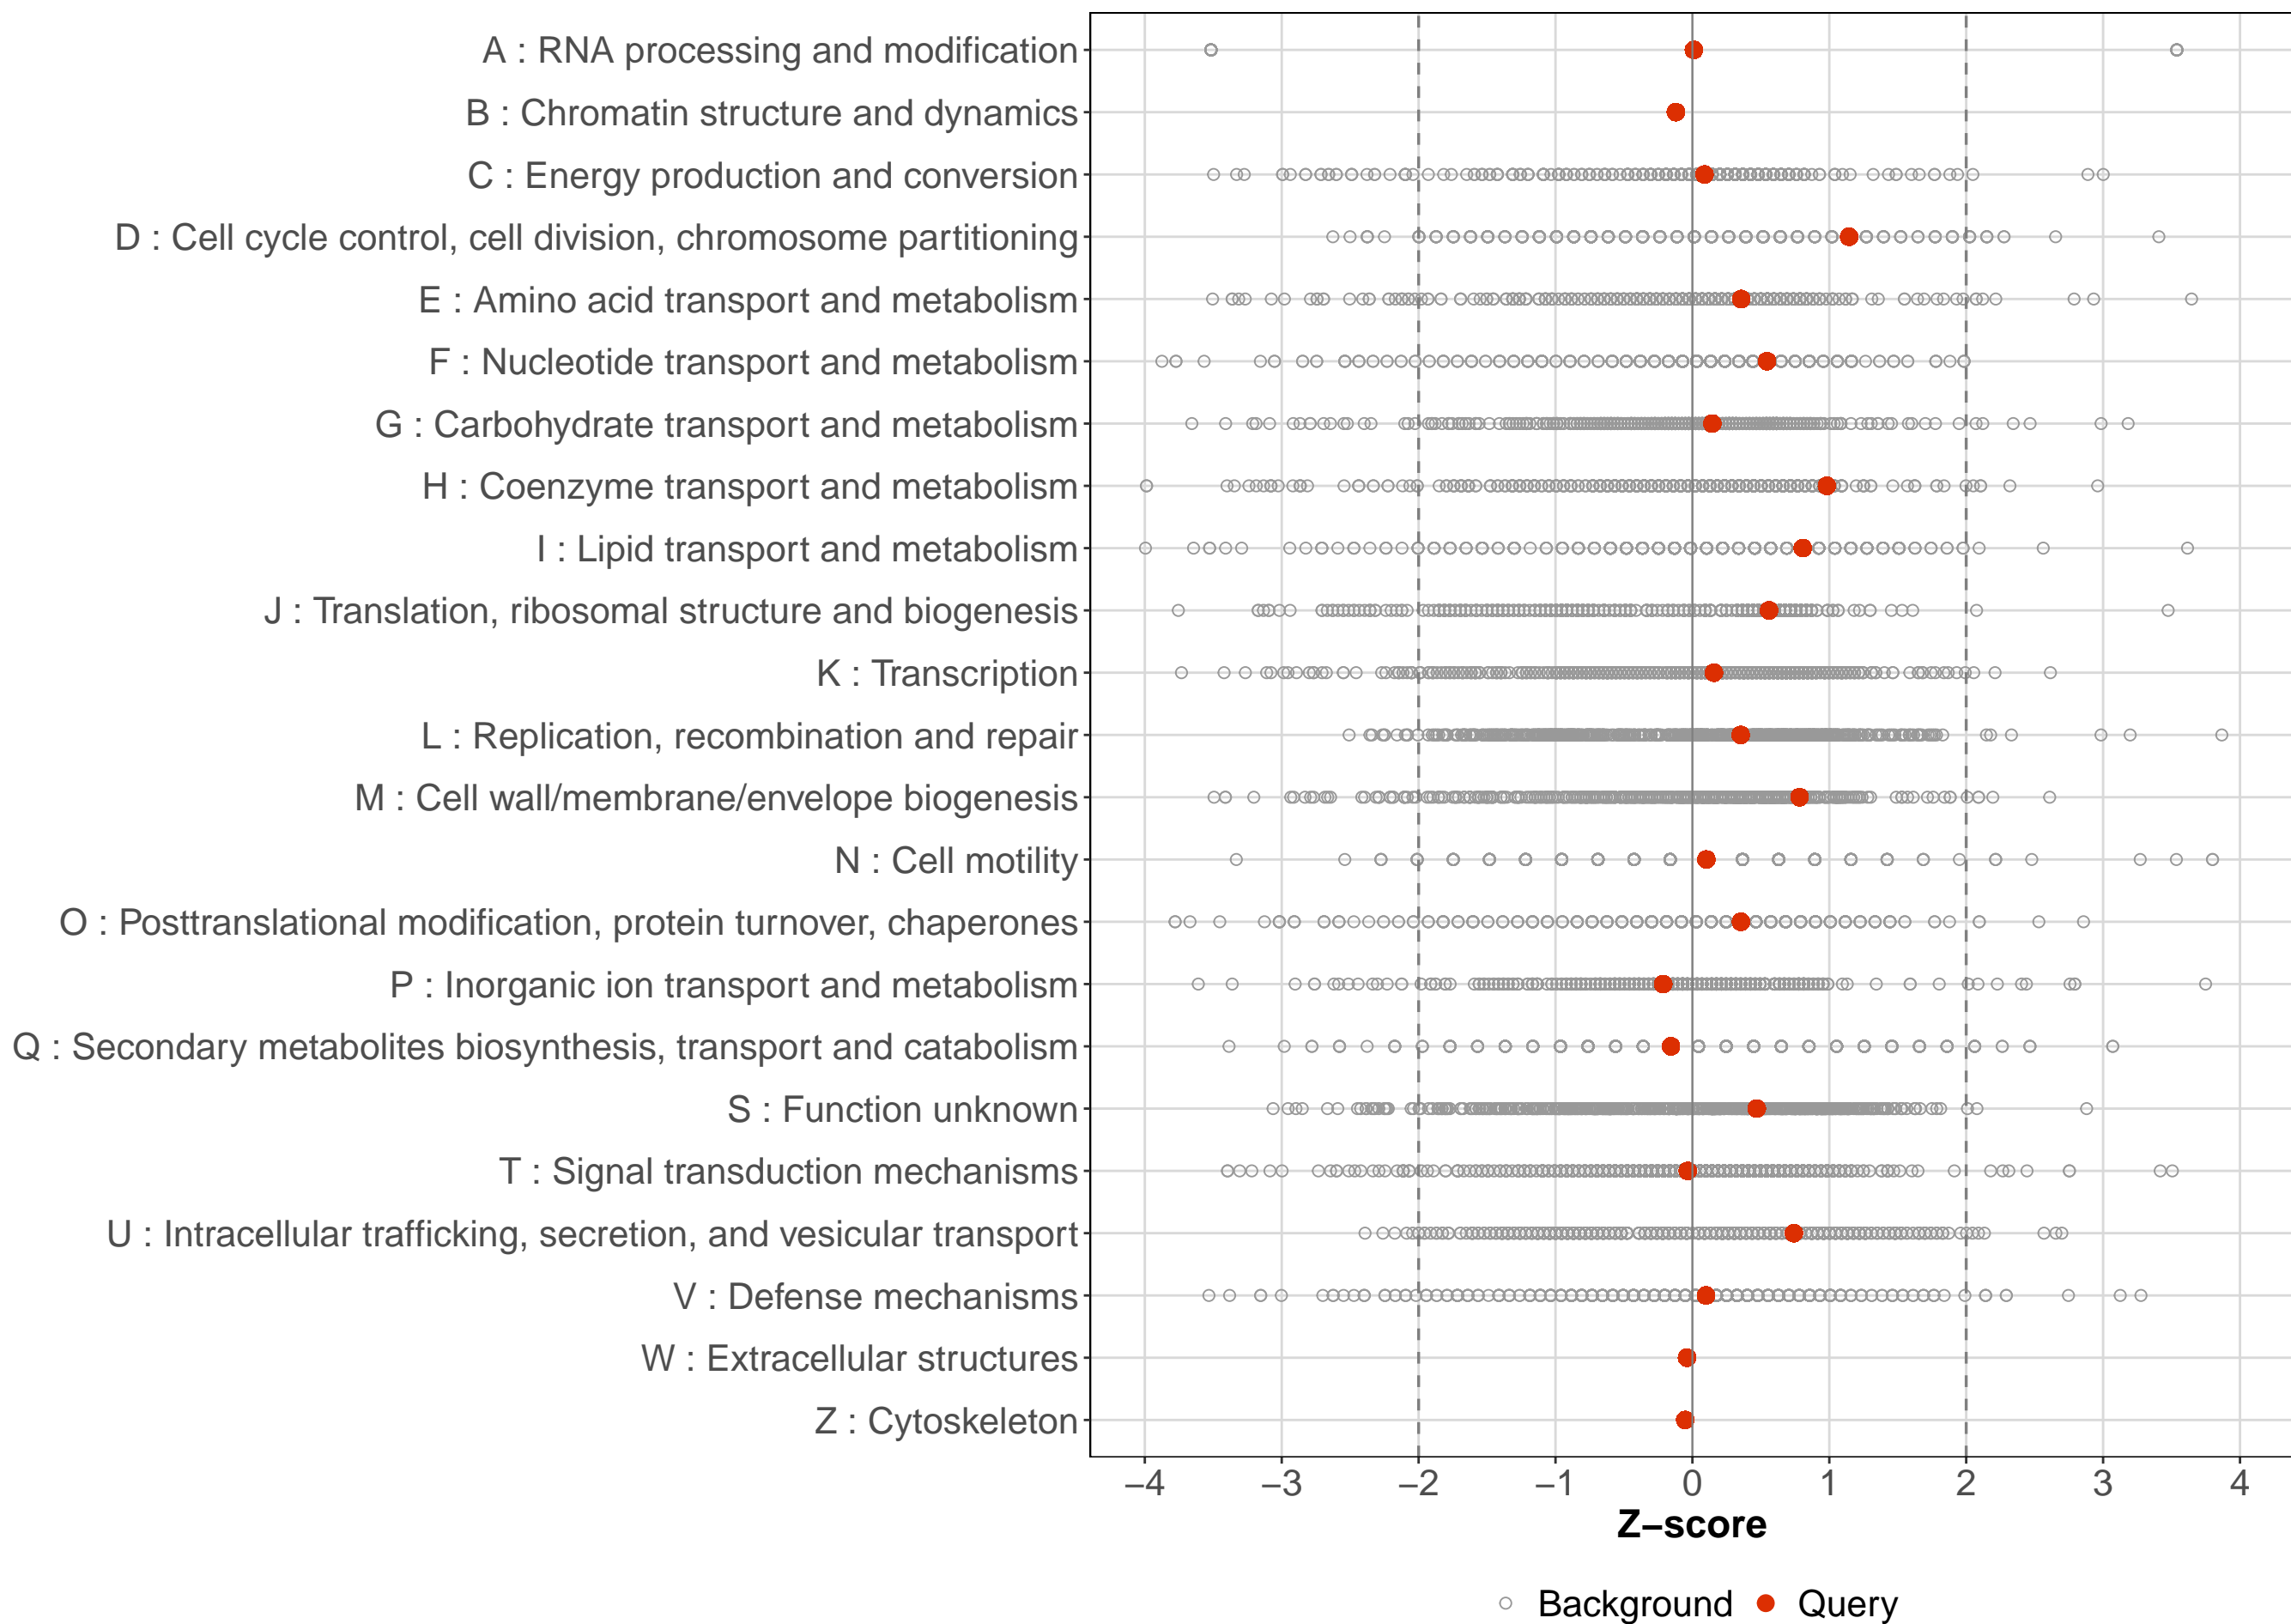 A : RNA processing and modification
B : Chromatin structure and dynamics
C : Energy production and conversion
D : Cell cycle control, cell division, chromosome partitioning
E : Amino acid transport and metabolism
F : Nucleotide transport and metabolism
G : Carbohydrate transport and metabolism
H : Coenzyme transport and metabolism
I : Lipid transport and metabolism
J : Translation, ribosomal structure and biogenesis
K : Transcription
L : Replication, recombination and repair
M : Cell wall/membrane/envelope biogenesis
N : Cell motility
O : Posttranslational modification, protein turnover, chaperones
P : Inorganic ion transport and metabolism
Q : Secondary metabolites biosynthesis, transport and catabolism
S : Function unknown
T : Signal transduction mechanisms
U : Intracellular trafficking, secretion, and vesicular transport
V : Defense mechanisms
W : Extracellular structures
Z : Cytoskeleton
−4 −3 −2 −1 0 1 2 3 4
Z−score
Background Query